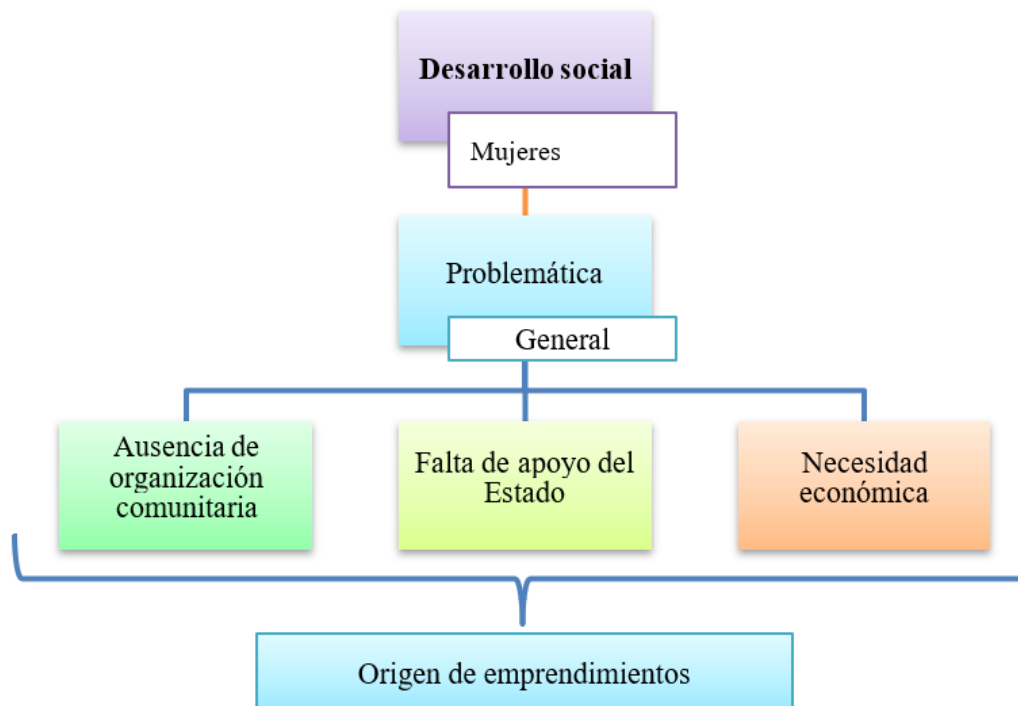 Desarrollo social
Mujeres
Problemática
General
Ausencia de
organización
comunitaria
Falta de apoyo del
Estado
Necesidad
económica
Origen de emprendimientos